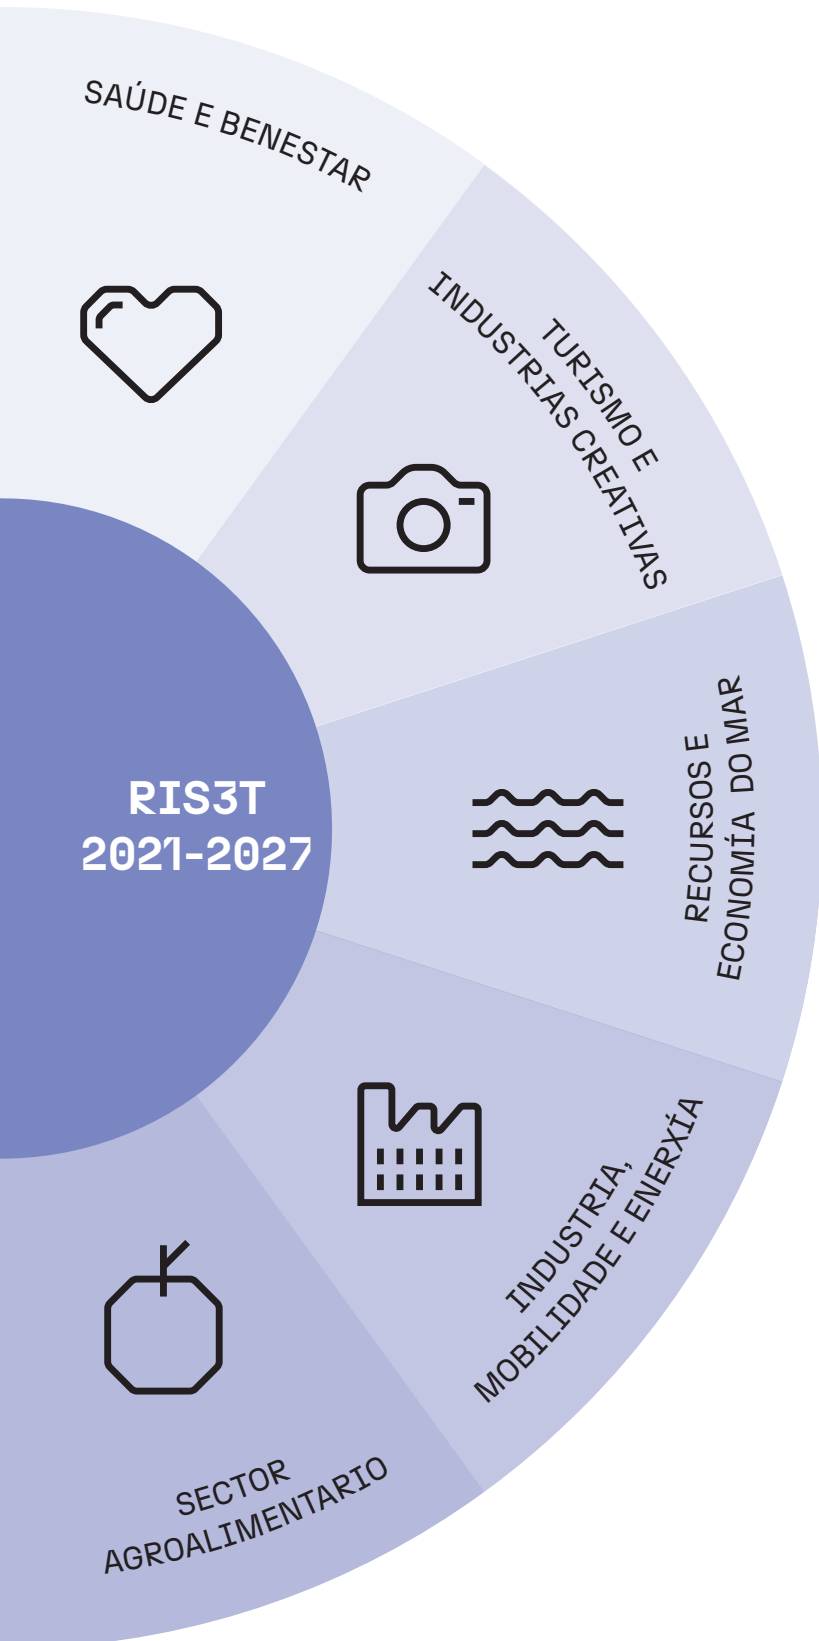 SAÚDE E BENESTAR
TURISMO E
INDUSTRIAS CREATIVAS
RECURSOS E
ECONOMÍA DO MAR
RIS3T
2021-2027
INDUSTRIA,
MOBILIDADE E ENERXÍA
SECTOR
AGROALIMENTARIO